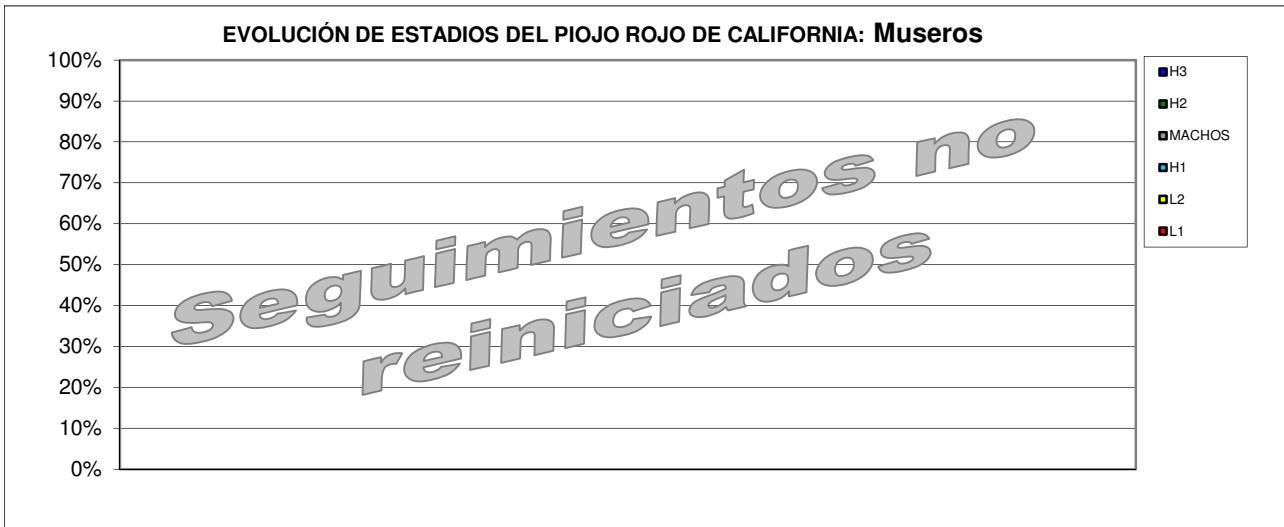 EVOLUCIÓN DE ESTADIOS DEL PIOJO ROJO DE CALIFORNIA: Museros
100%
90%
80%
70%
60%
50%
40%
30%
20%
10%
0%
Seguimientos no
reiniciados
H3
H2
MACHOS
H1
L2
L1